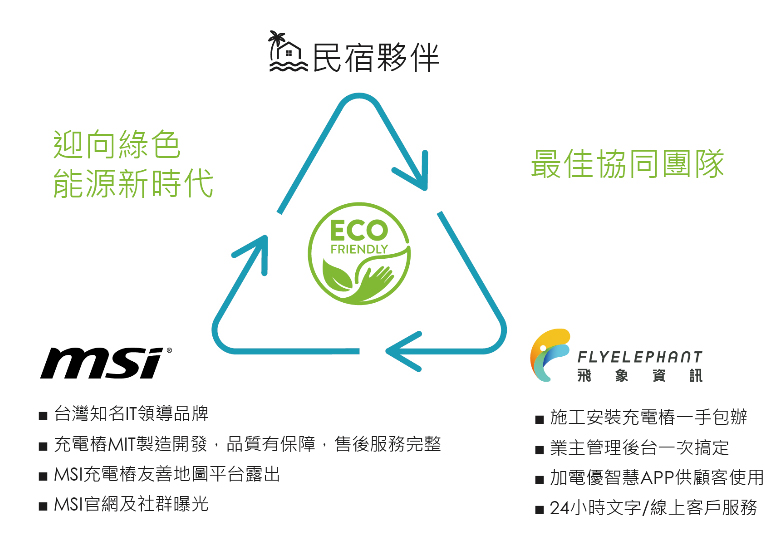 民宿夥伴
迎向綠色
能源新時代
最佳協同團隊
ECO
FRIENDLY
msi®
■ 台灣知名IT領導品牌
■ 充電樁MIT製造開發，品質有保障，售後服務完整
■ MSI充電樁友善地圖平台露出
■ MSI官網及社群曝光
FLYELEPHANT
飛象資訊
■ 施工安裝充電樁一手包辦
■ 業主管理後台一次搞定
■ 加電優智慧APP供顧客使用
■ 24小時文字/線上客戶服務